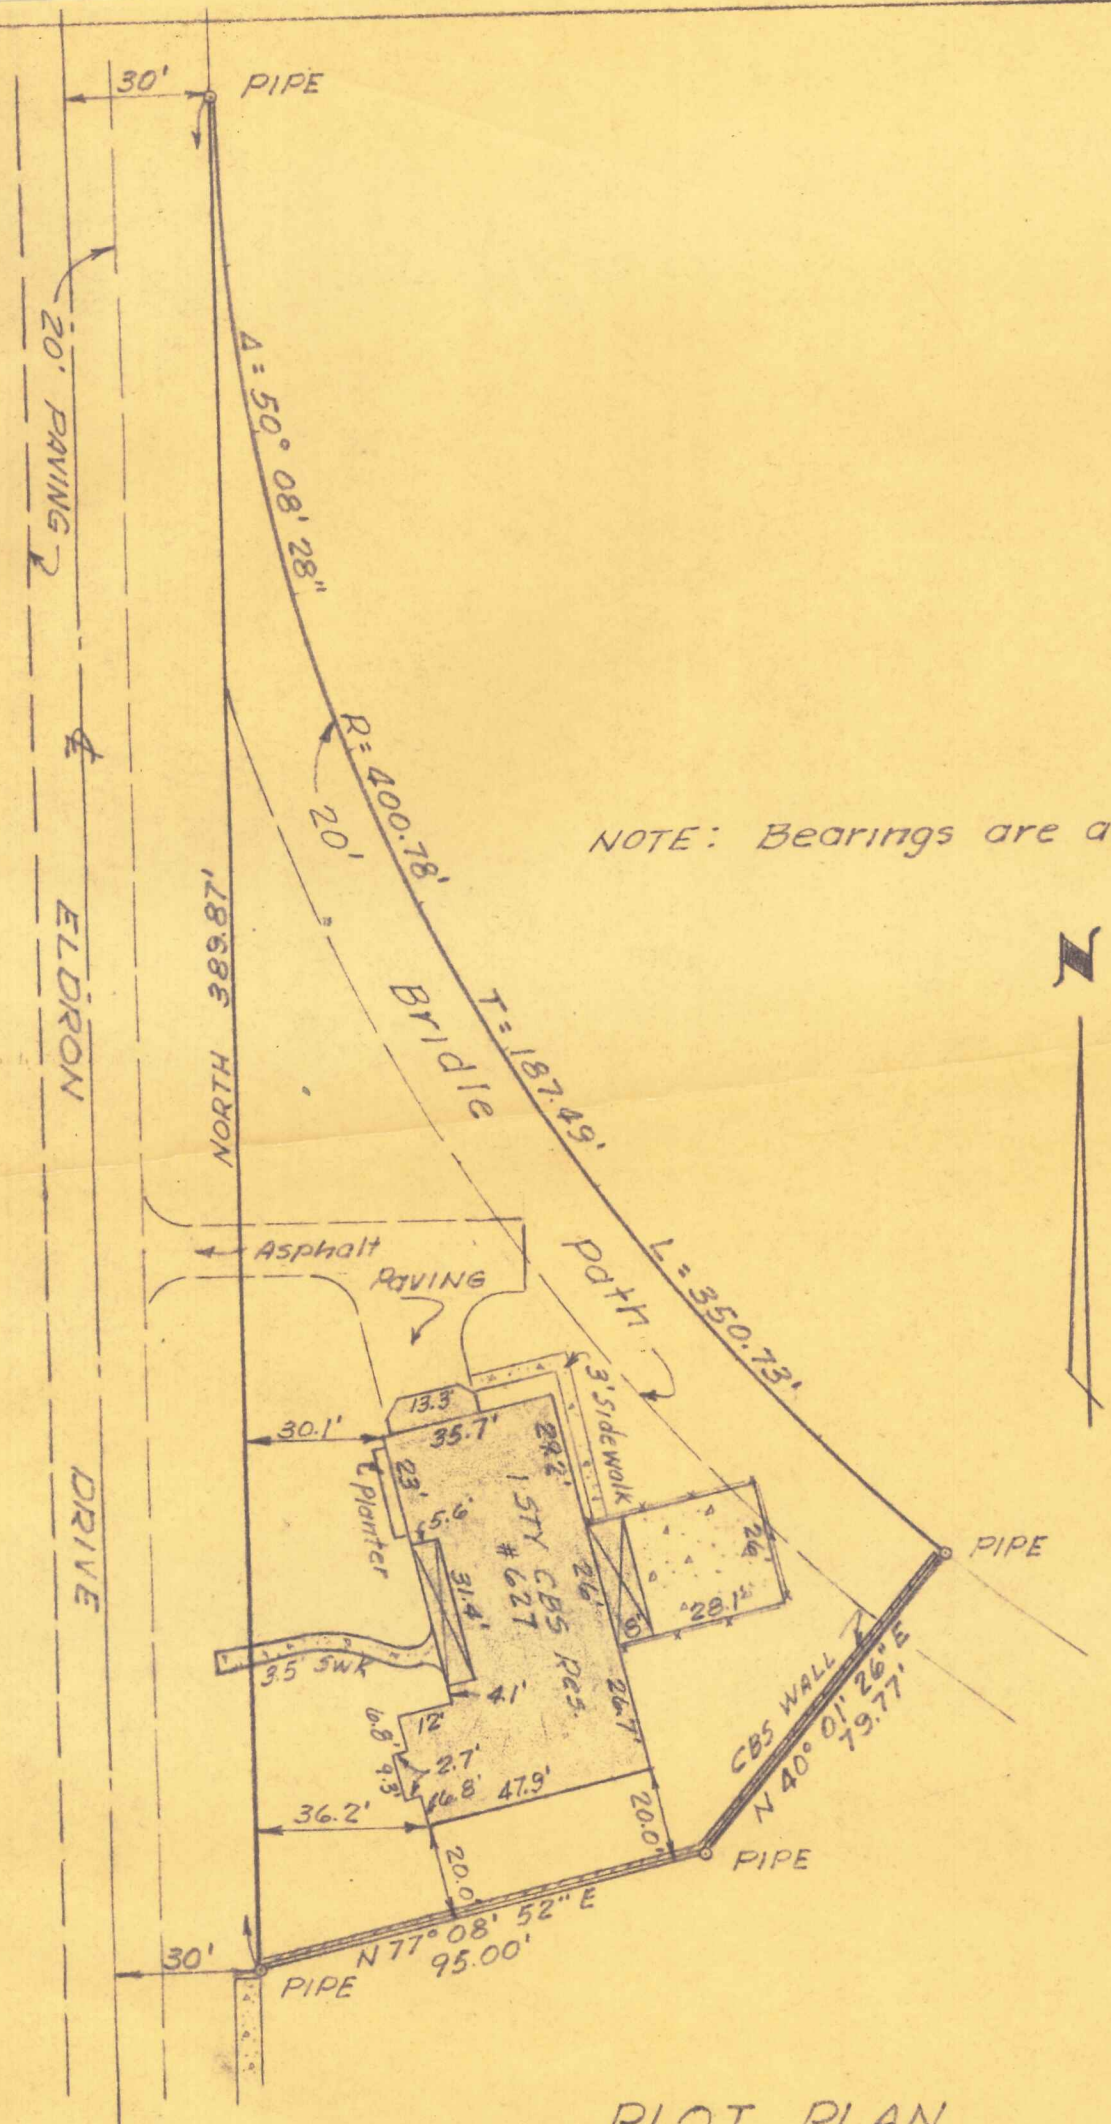 30'
PIPE
20' PAVING
Δ = 50° 08' 28"
R = 400.78'
20'
NOTE: Bearings are a
N
NORTH 389.87'
ELDRON
DRIVE
T = 187.49'
Bridle
path
L = 350.73'
Asphalt
PAVING
3' Sidewalk
13.3'
30.1'
35.7'
23'
Planter
5.6'
1 STY CBS Res.
#627
31.4'
26'
26'
28.1'
PIPE
3.5' SWK
4.1'
26.7'
12'
6.8'
2.7'
9.3'
6.8'
47.9'
CBS WALL
N 40° 01' 26" E
79.77'
36.2'
20.0'
20.0'
PIPE
N 77° 08' 52" E
95.00'
30'
PIPE
PLOT PLAN